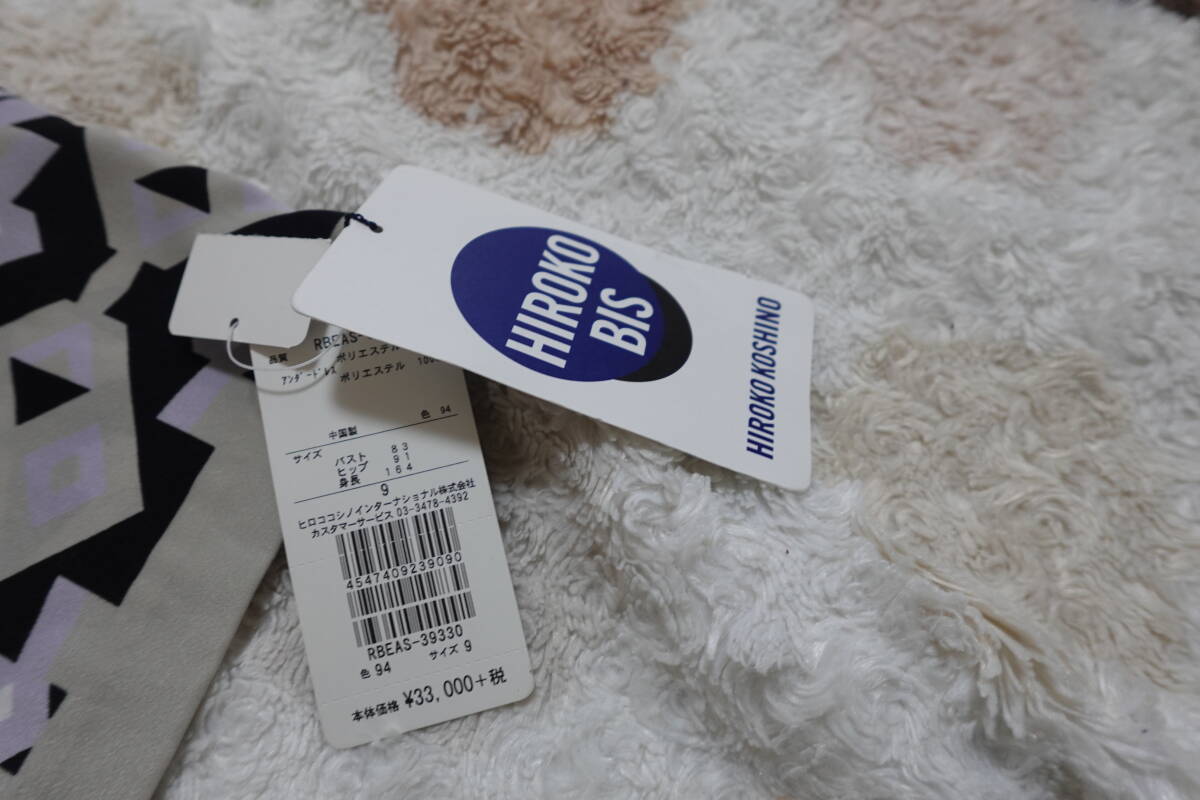 HIROKO
BIS
HIROKO KOSHINO
RBEAS-
品質 ポリエステル
アンダードレス ポリエステル 100
色 94
中国製
サイズ
バスト 83
ヒップ 91
身長 164
9
ヒロココシノインターナショナル株式会社
カスタマーサービス 03-3478-4392
4547409239090
RBEAS-39330
色 94 サイズ 9
本体価格 ¥33,000+税